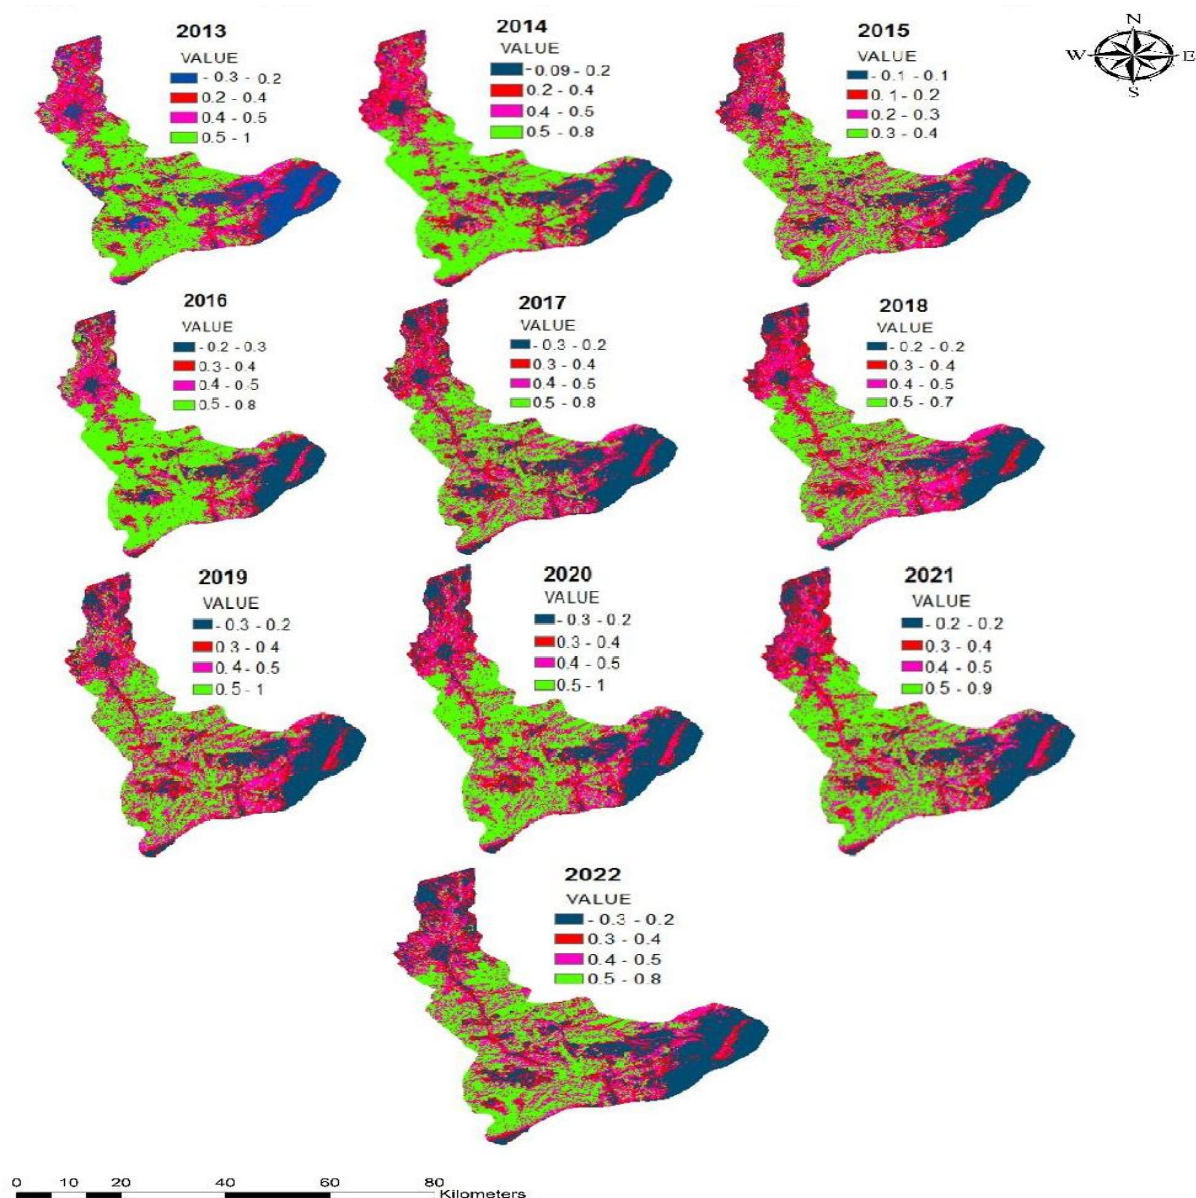 2013
VALUE
- 0.3 - 0.2
0.2 - 0.4
0.4 - 0.5
0.5 - 1
2014
VALUE
-0.09 - 0.2
0.2 - 0.4
0.4 - 0.5
0.5 - 0.8
2015
VALUE
- 0.1 - 0.1
0.1 - 0.2
0.2 - 0.3
0.3 - 0.4
N
W
E
S
2016
VALUE
- 0.2 - 0.3
0.3 - 0.4
0.4 - 0.5
0.5 - 0.8
2017
VALUE
- 0.3 - 0.2
0.3 - 0.4
0.4 - 0.5
0.5 - 0.8
2018
VALUE
- 0.2 - 0.2
0.3 - 0.4
0.4 - 0.5
0.5 - 0.7
2019
VALUE
- 0.3 - 0.2
0.3 - 0.4
0.4 - 0.5
0.5 - 1
2020
VALUE
- 0.3 - 0.2
0.3 - 0.4
0.4 - 0.5
0.5 - 1
2021
VALUE
- 0.2 - 0.2
0.3 - 0.4
0.4 - 0.5
0.5 - 0.9
2022
VALUE
- 0.3 - 0.2
0.3 - 0.4
0.4 - 0.5
0.5 - 0.8
0 10 20 40 60 80
Kilometers